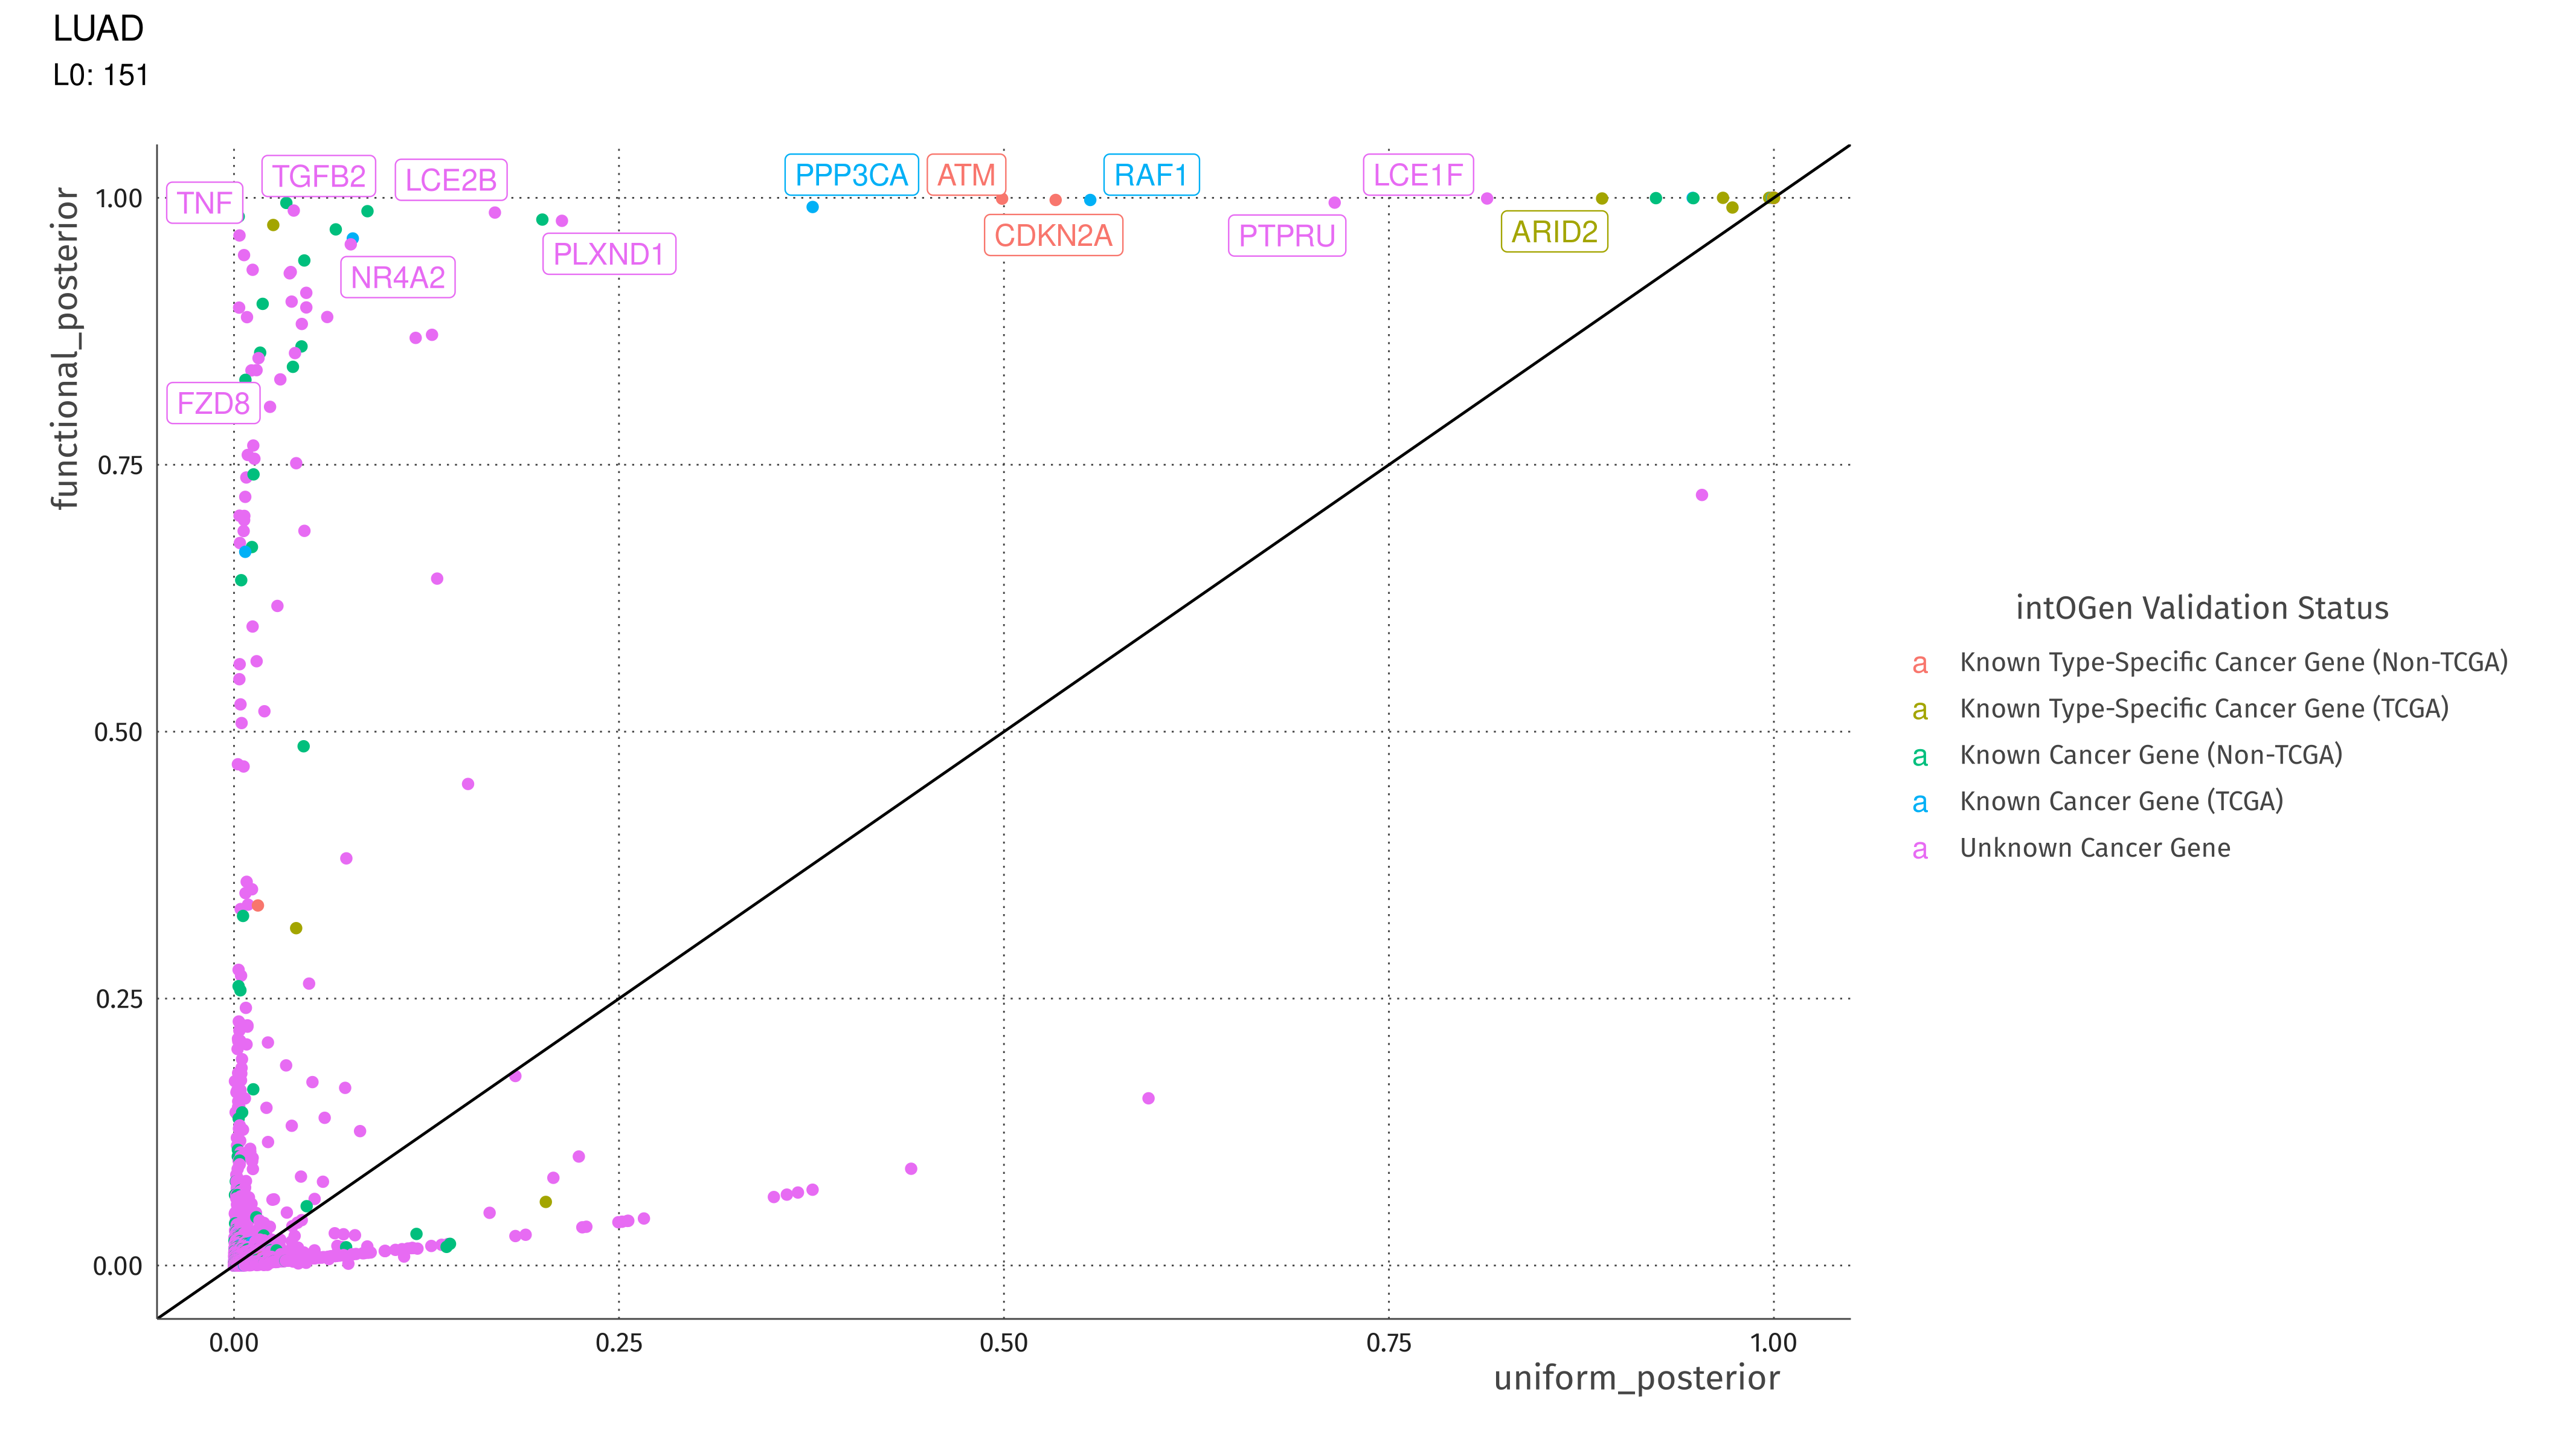 LUAD
L0: 151
TNF
TGFB2
LCE2B
PPP3CA
ATM
RAF1
LCE1F
NR4A2
PLXND1
CDKN2A
PTPRU
ARID2
FZD8
functional_posterior
1.00
0.75
0.50
0.25
0.00
0.00
0.25
0.50
0.75
1.00
uniform_posterior
intOGen Validation Status
a Known Type-Specific Cancer Gene (Non-TCGA)
a Known Type-Specific Cancer Gene (TCGA)
a Known Cancer Gene (Non-TCGA)
a Known Cancer Gene (TCGA)
a Unknown Cancer Gene